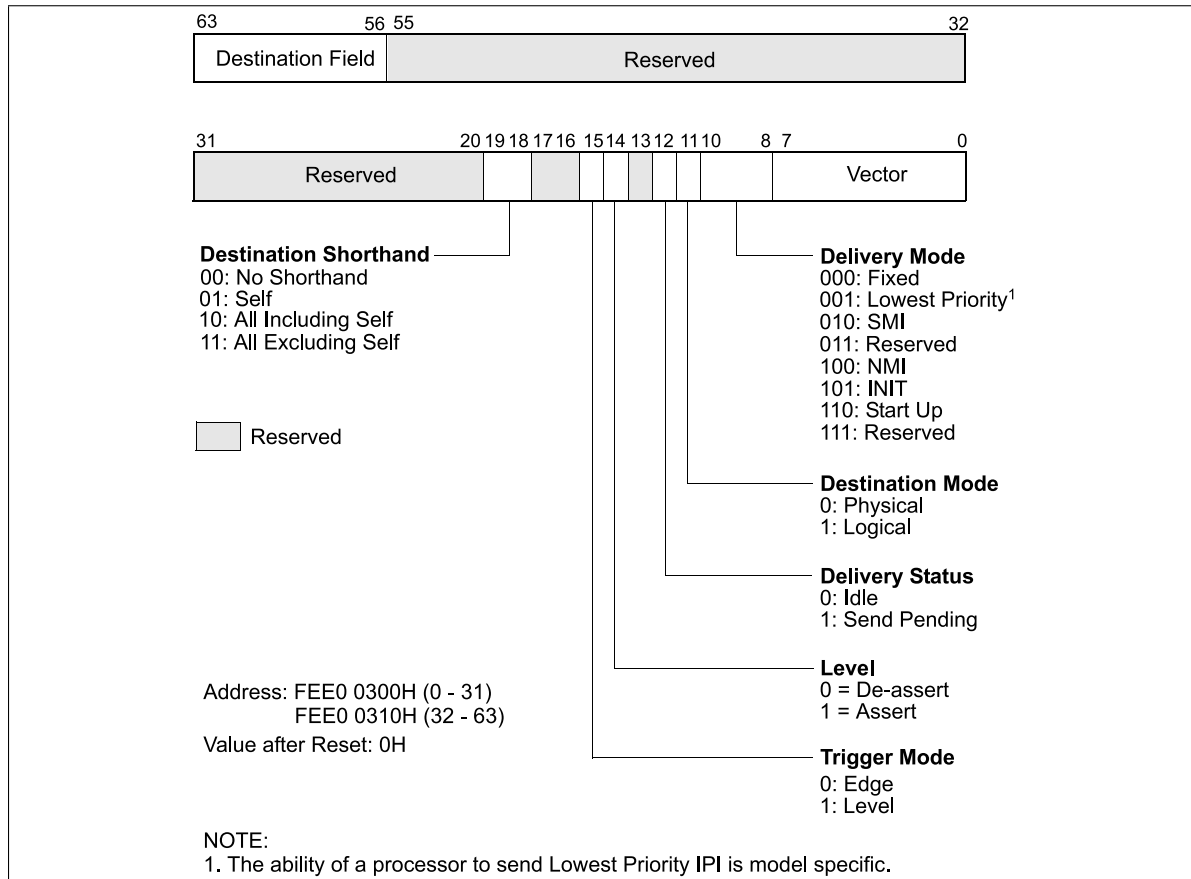 63 56 55 32
Destination Field Reserved
31 20 19 18 17 16 15 14 13 12 11 10 8 7 0
Reserved Vector
Destination Shorthand
00: No Shorthand
01: Self
10: All Including Self
11: All Excluding Self
Reserved
Delivery Mode
000: Fixed
001: Lowest Priority¹
010: SMI
011: Reserved
100: NMI
101: INIT
110: Start Up
111: Reserved
Destination Mode
0: Physical
1: Logical
Delivery Status
0: Idle
1: Send Pending
Level
0 = De-assert
1 = Assert
Trigger Mode
0: Edge
1: Level
Address: FEE0 0300H (0 - 31)
FEE0 0310H (32 - 63)
Value after Reset: 0H
NOTE:
1. The ability of a processor to send Lowest Priority IPI is model specific.